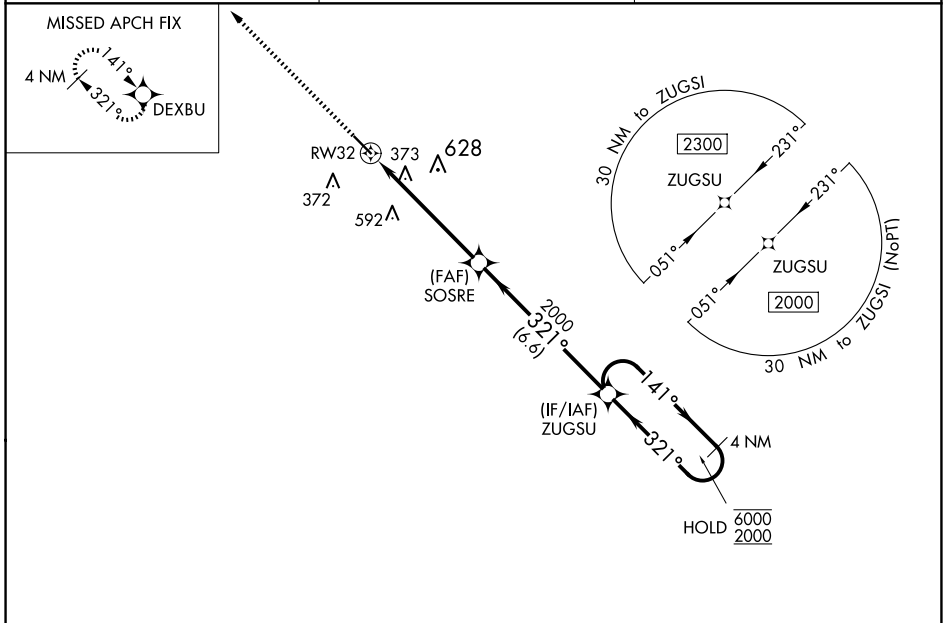 MISSED APCH FIX
4 NM
141°
321°
DEXBU
RW32
373
628
372
592
(FAF)
SOSRE
2000
321°
(6.6)
(IF/IAF)
ZUGSU
141°
321°
4 NM
HOLD
6000
2000
30 NM to ZUGSI
2300
ZUGSU
231°
051°
231°
ZUGSU
051°
2000
30 NM to ZUGSI (NoPT)